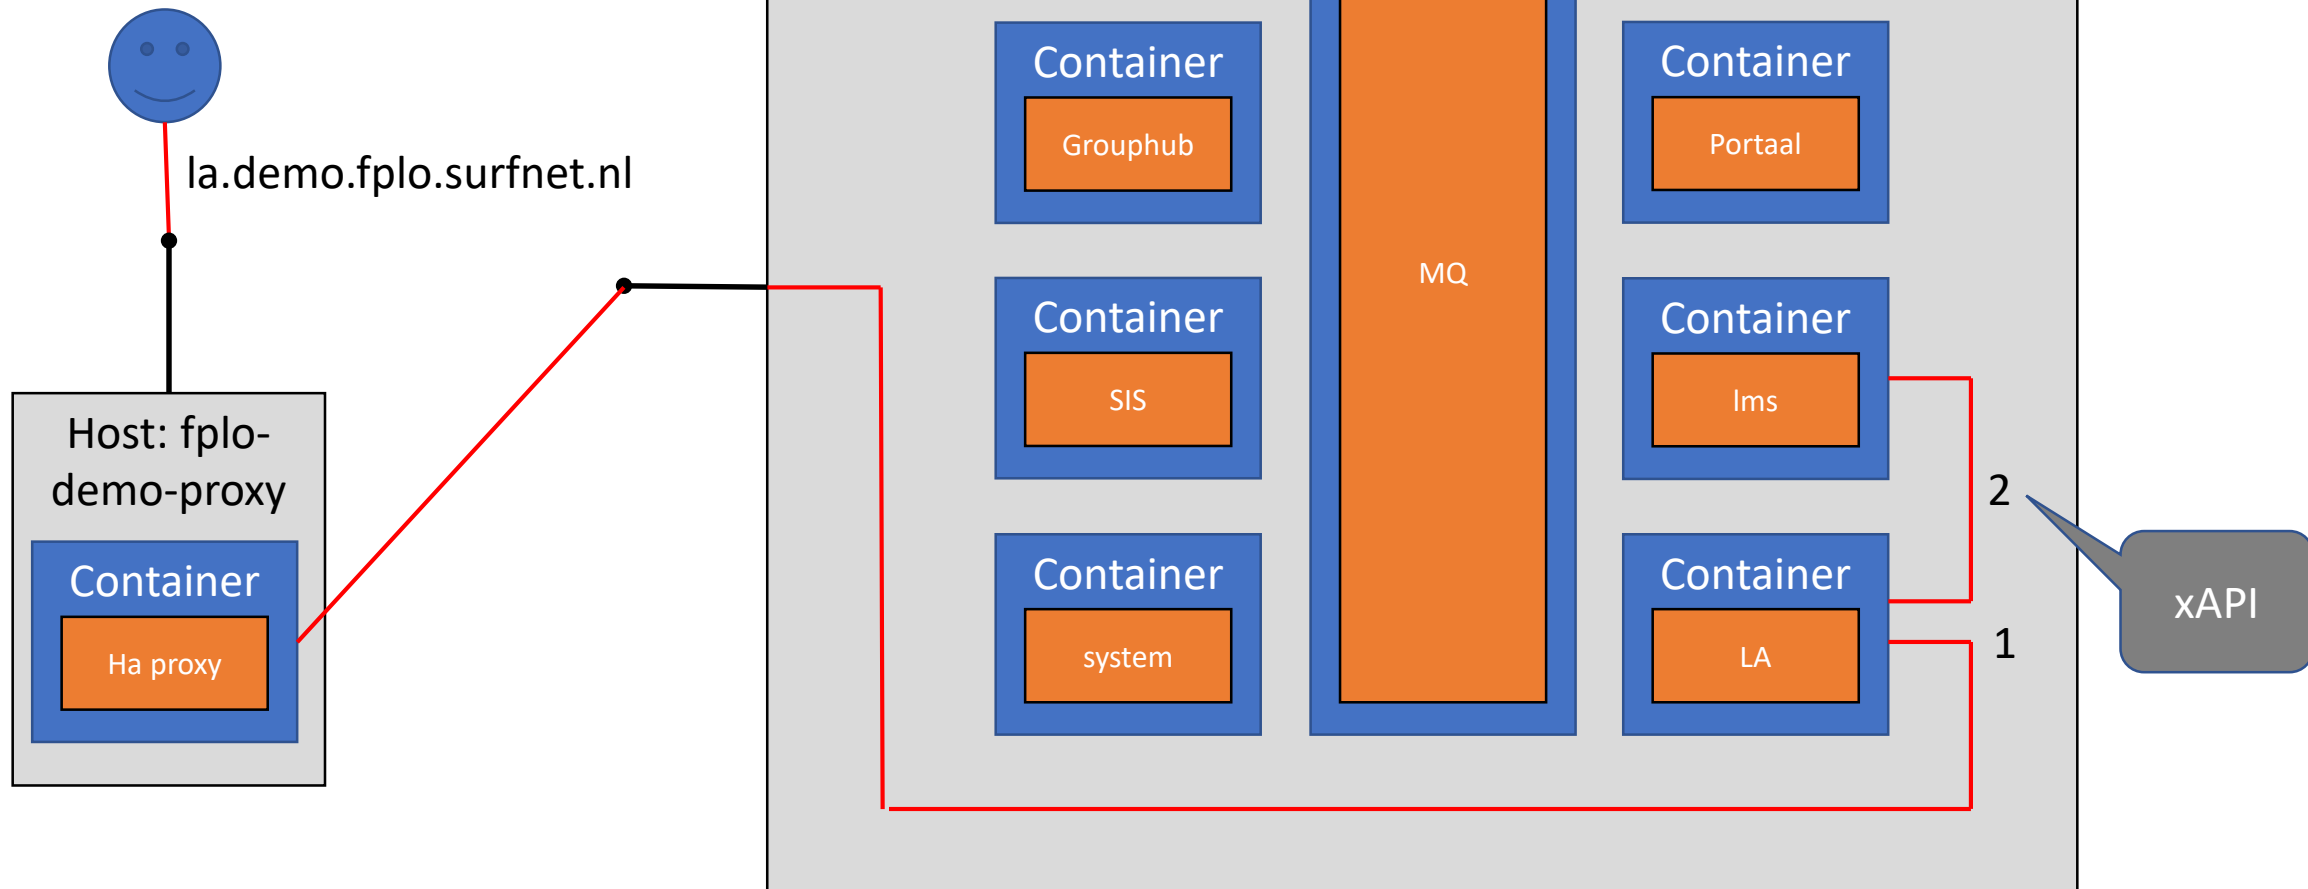 la.demo.fplo.surfnet.nl
Host: fplo-
demo-proxy
Container
Ha proxy
Container
Grouphub
Container
SIS
Container
system
MQ
Container
Portaal
Container
lms
Container
LA
2
1
xAPI